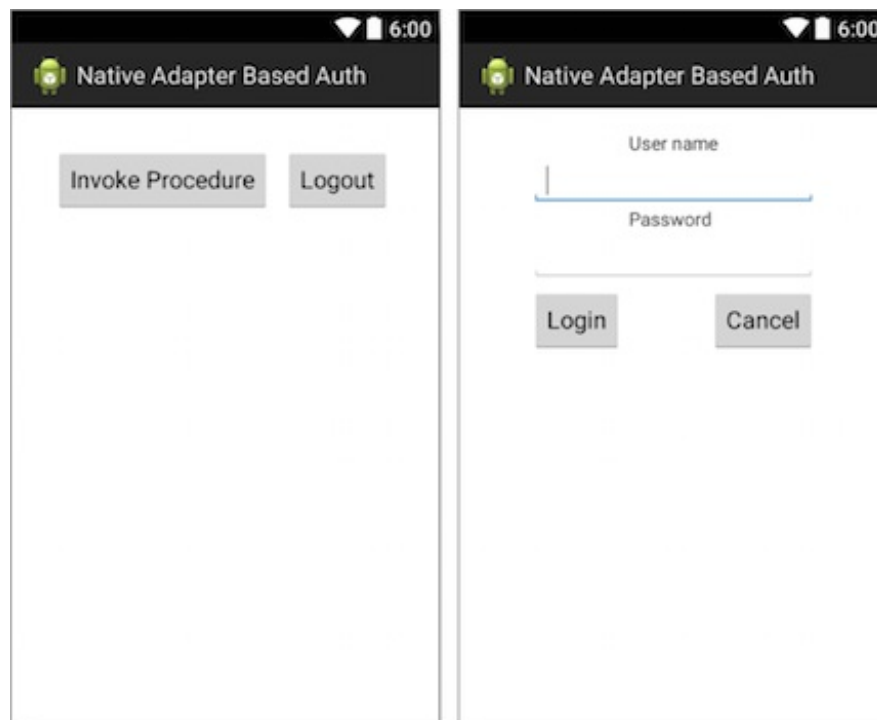 6:00
Native Adapter Based Auth
Invoke Procedure
Logout
6:00
Native Adapter Based Auth
User name
Password
Login
Cancel